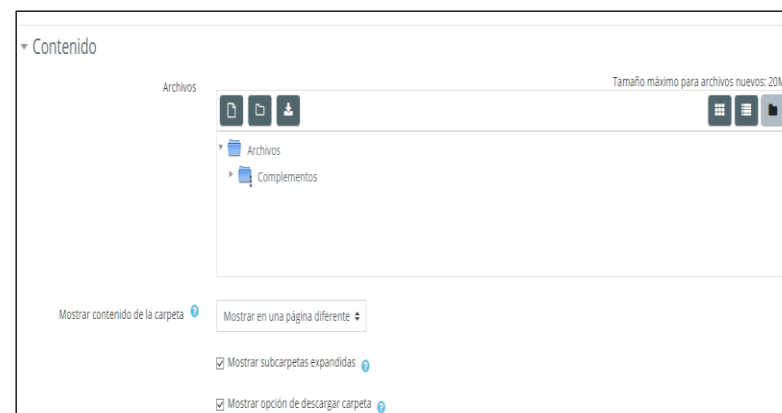 Contenido
Tamaño máximo para archivos nuevos: 20M
Archivos
Archivos
Complementos
Mostrar contenido de la carpeta
Mostrar en una página diferente
Mostrar subcarpetas expandidas
Mostrar opción de descargar carpeta